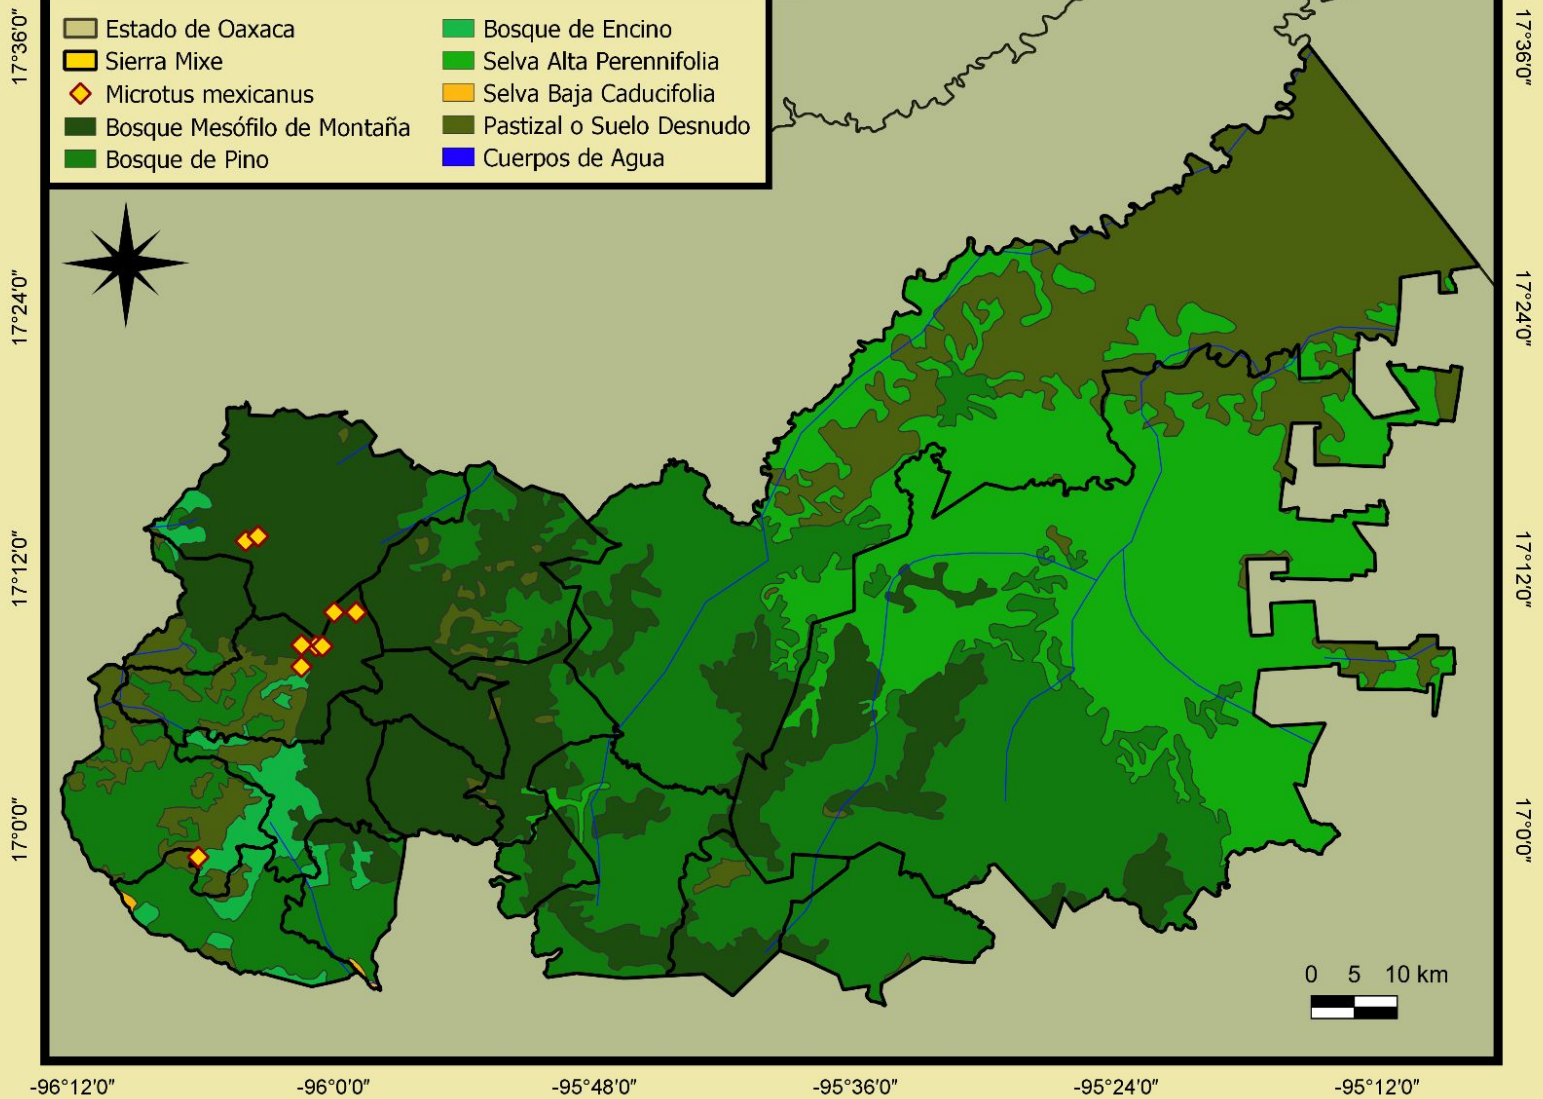 Estado de Oaxaca
Sierra Mixe
Microtus mexicanus
Bosque Mesófilo de Montaña
Bosque de Pino
Bosque de Encino
Selva Alta Perennifolia
Selva Baja Caducifolia
Pastizal o Suelo Desnudo
Cuerpos de Agua
17°36'0"
17°24'0"
17°12'0"
17°0'0"
17°36'0"
17°24'0"
17°12'0"
17°0'0"
0 5 10 km
-96°12'0" -96°0'0" -95°48'0" -95°36'0" -95°24'0" -95°12'0"